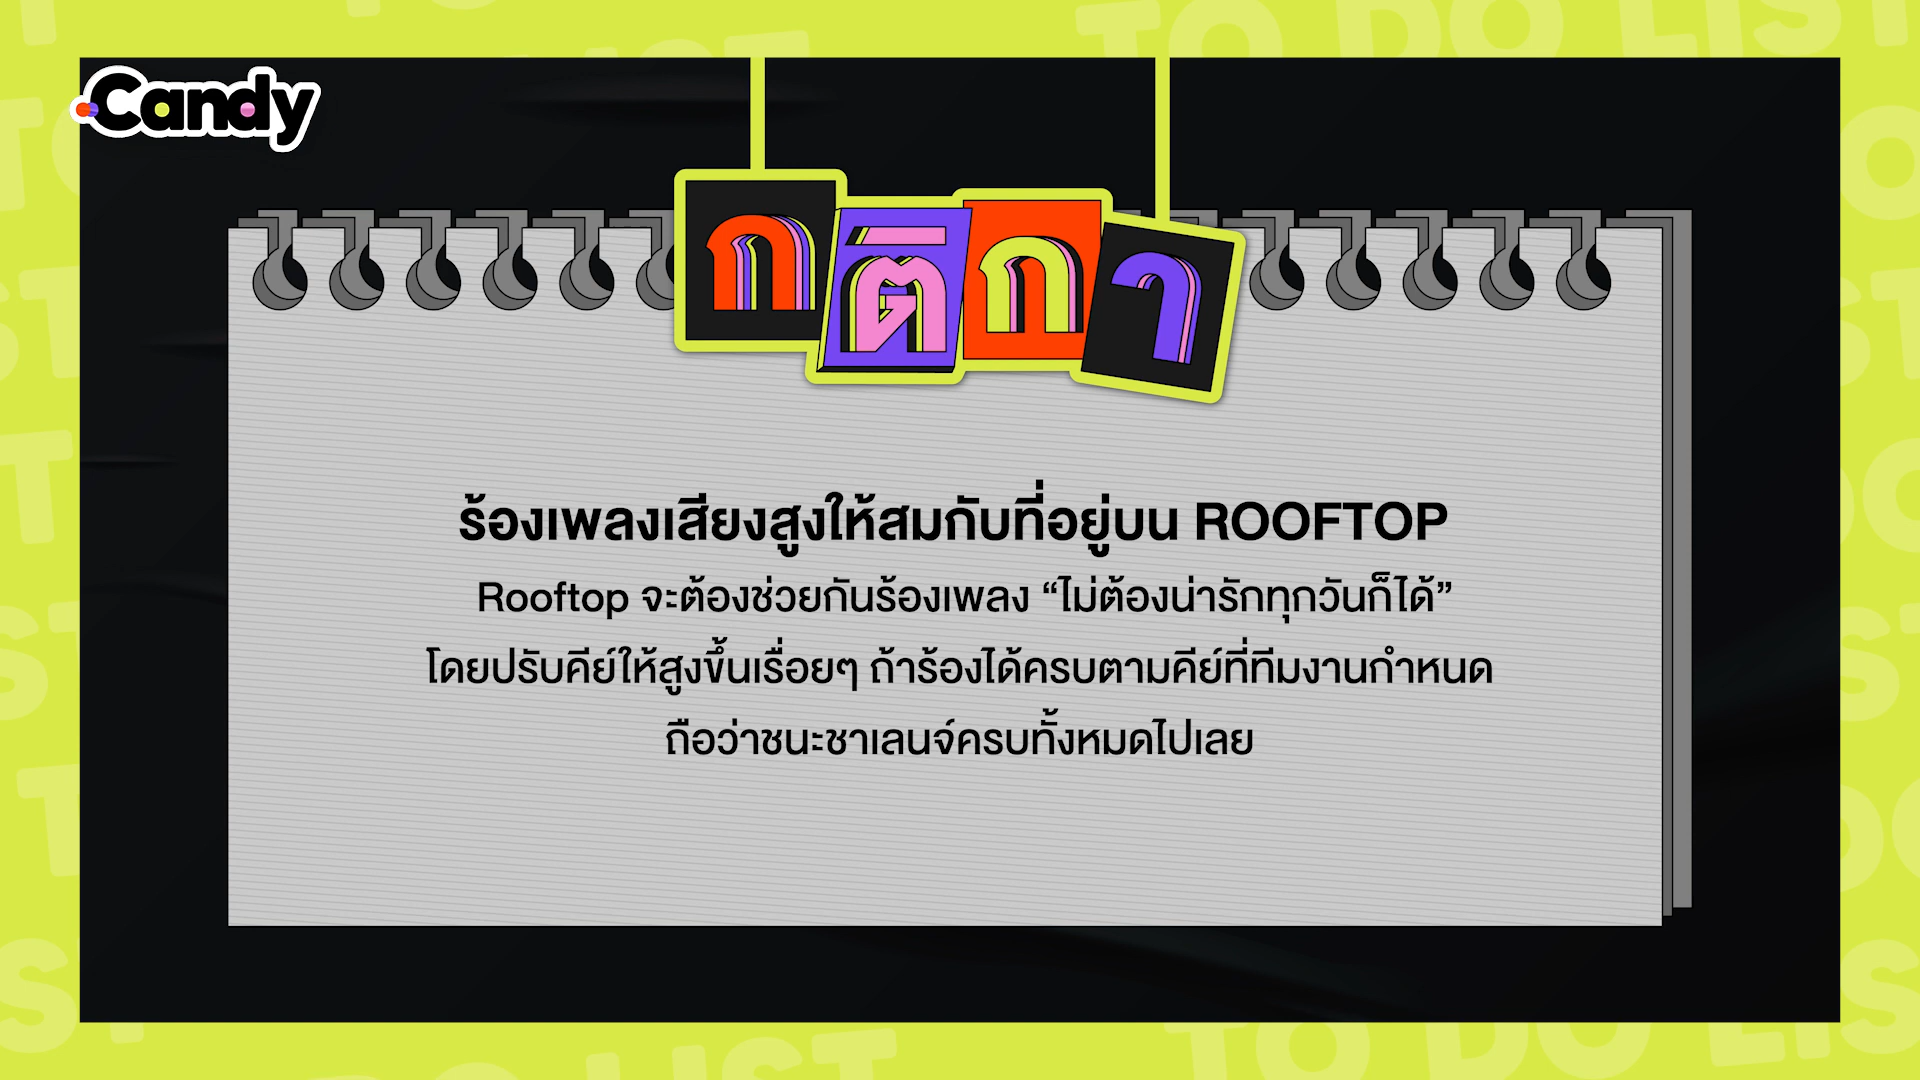 TO DO LIST
Candy
กติกา
ร้องเพลงเสียงสูงให้สมกับที่อยู่บน ROOFTOP
Rooftop จะต้องช่วยกันร้องเพลง “ไม่ต้องน่ารักทุกวันก็ได้”
โดยปรับคีย์ให้สูงขึ้นเรื่อยๆ ถ้าร้องได้ครบตามคีย์ที่ทีมงานกำหนด
ถือว่าชนะชาเลนจ์ครบทั้งหมดไปเลย
TO DO LIST